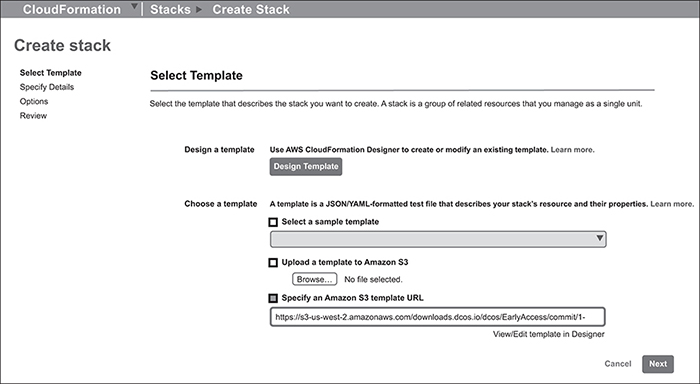 CloudFormation Stacks Create Stack
Create stack
Select Template
Specify Details
Options
Review
Select Template
Select the template that describes the stack you want to create. A stack is a group of related resources that you manage as a single unit.
Design a template
Use AWS CloudFormation Designer to create or modify an existing template. Learn more.
Design Template
Choose a template
A template is a JSON/YAML-formatted test file that describes your stack's resource and their properties. Learn more.
Select a sample template
Upload a template to Amazon S3
Browse... No file selected.
Specify an Amazon S3 template URL
https://s3-us-west-2.amazonaws.com/downloads.dcos.io/dcos/EarlyAccess/commit/1-
View/Edit template in Designer
Cancel Next